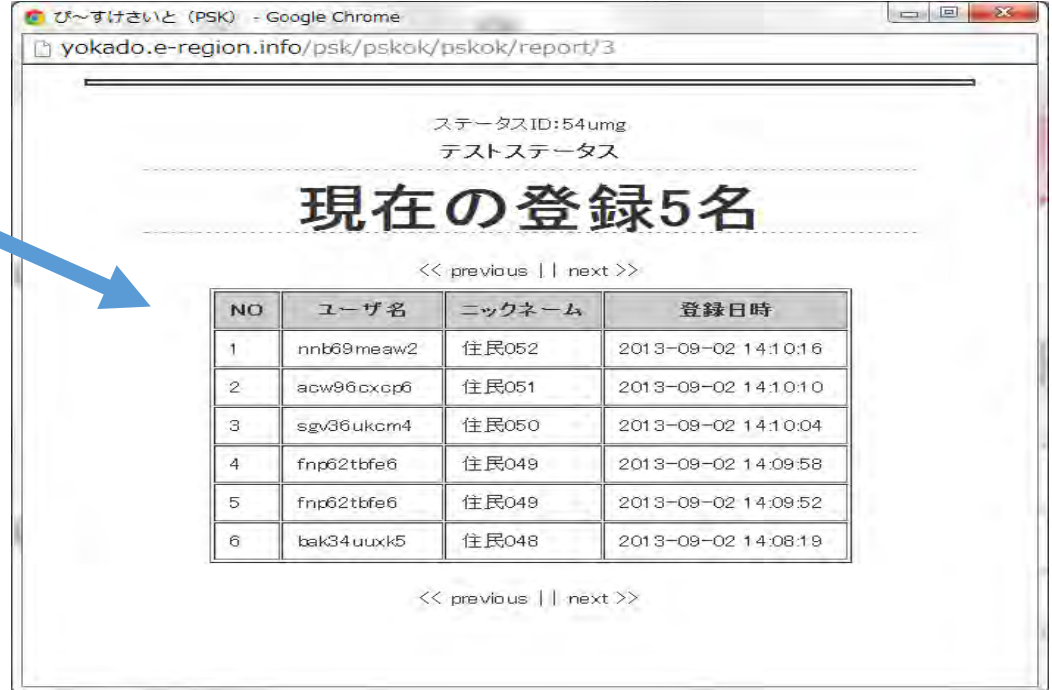 ぴ～すけさいと（PSK） - Google Chrome
yokado.e-region.info/psk/pskok/pskok/report/3
ステータスID:54umg
テストステータス
現在の登録5名
<< previous || next >>
NO ユーザ名 ニックネーム 登録日時
1 nnb69meaw2 住民052 2013-09-02 14:10:16
2 acw96cxcp6 住民051 2013-09-02 14:10:10
3 sgv36ukcm4 住民050 2013-09-02 14:10:04
4 fnp62tbfe6 住民049 2013-09-02 14:09:58
5 fnp62tbfe6 住民049 2013-09-02 14:09:52
6 bak34uuxk5 住民048 2013-09-02 14:08:19
<< previous || next >>